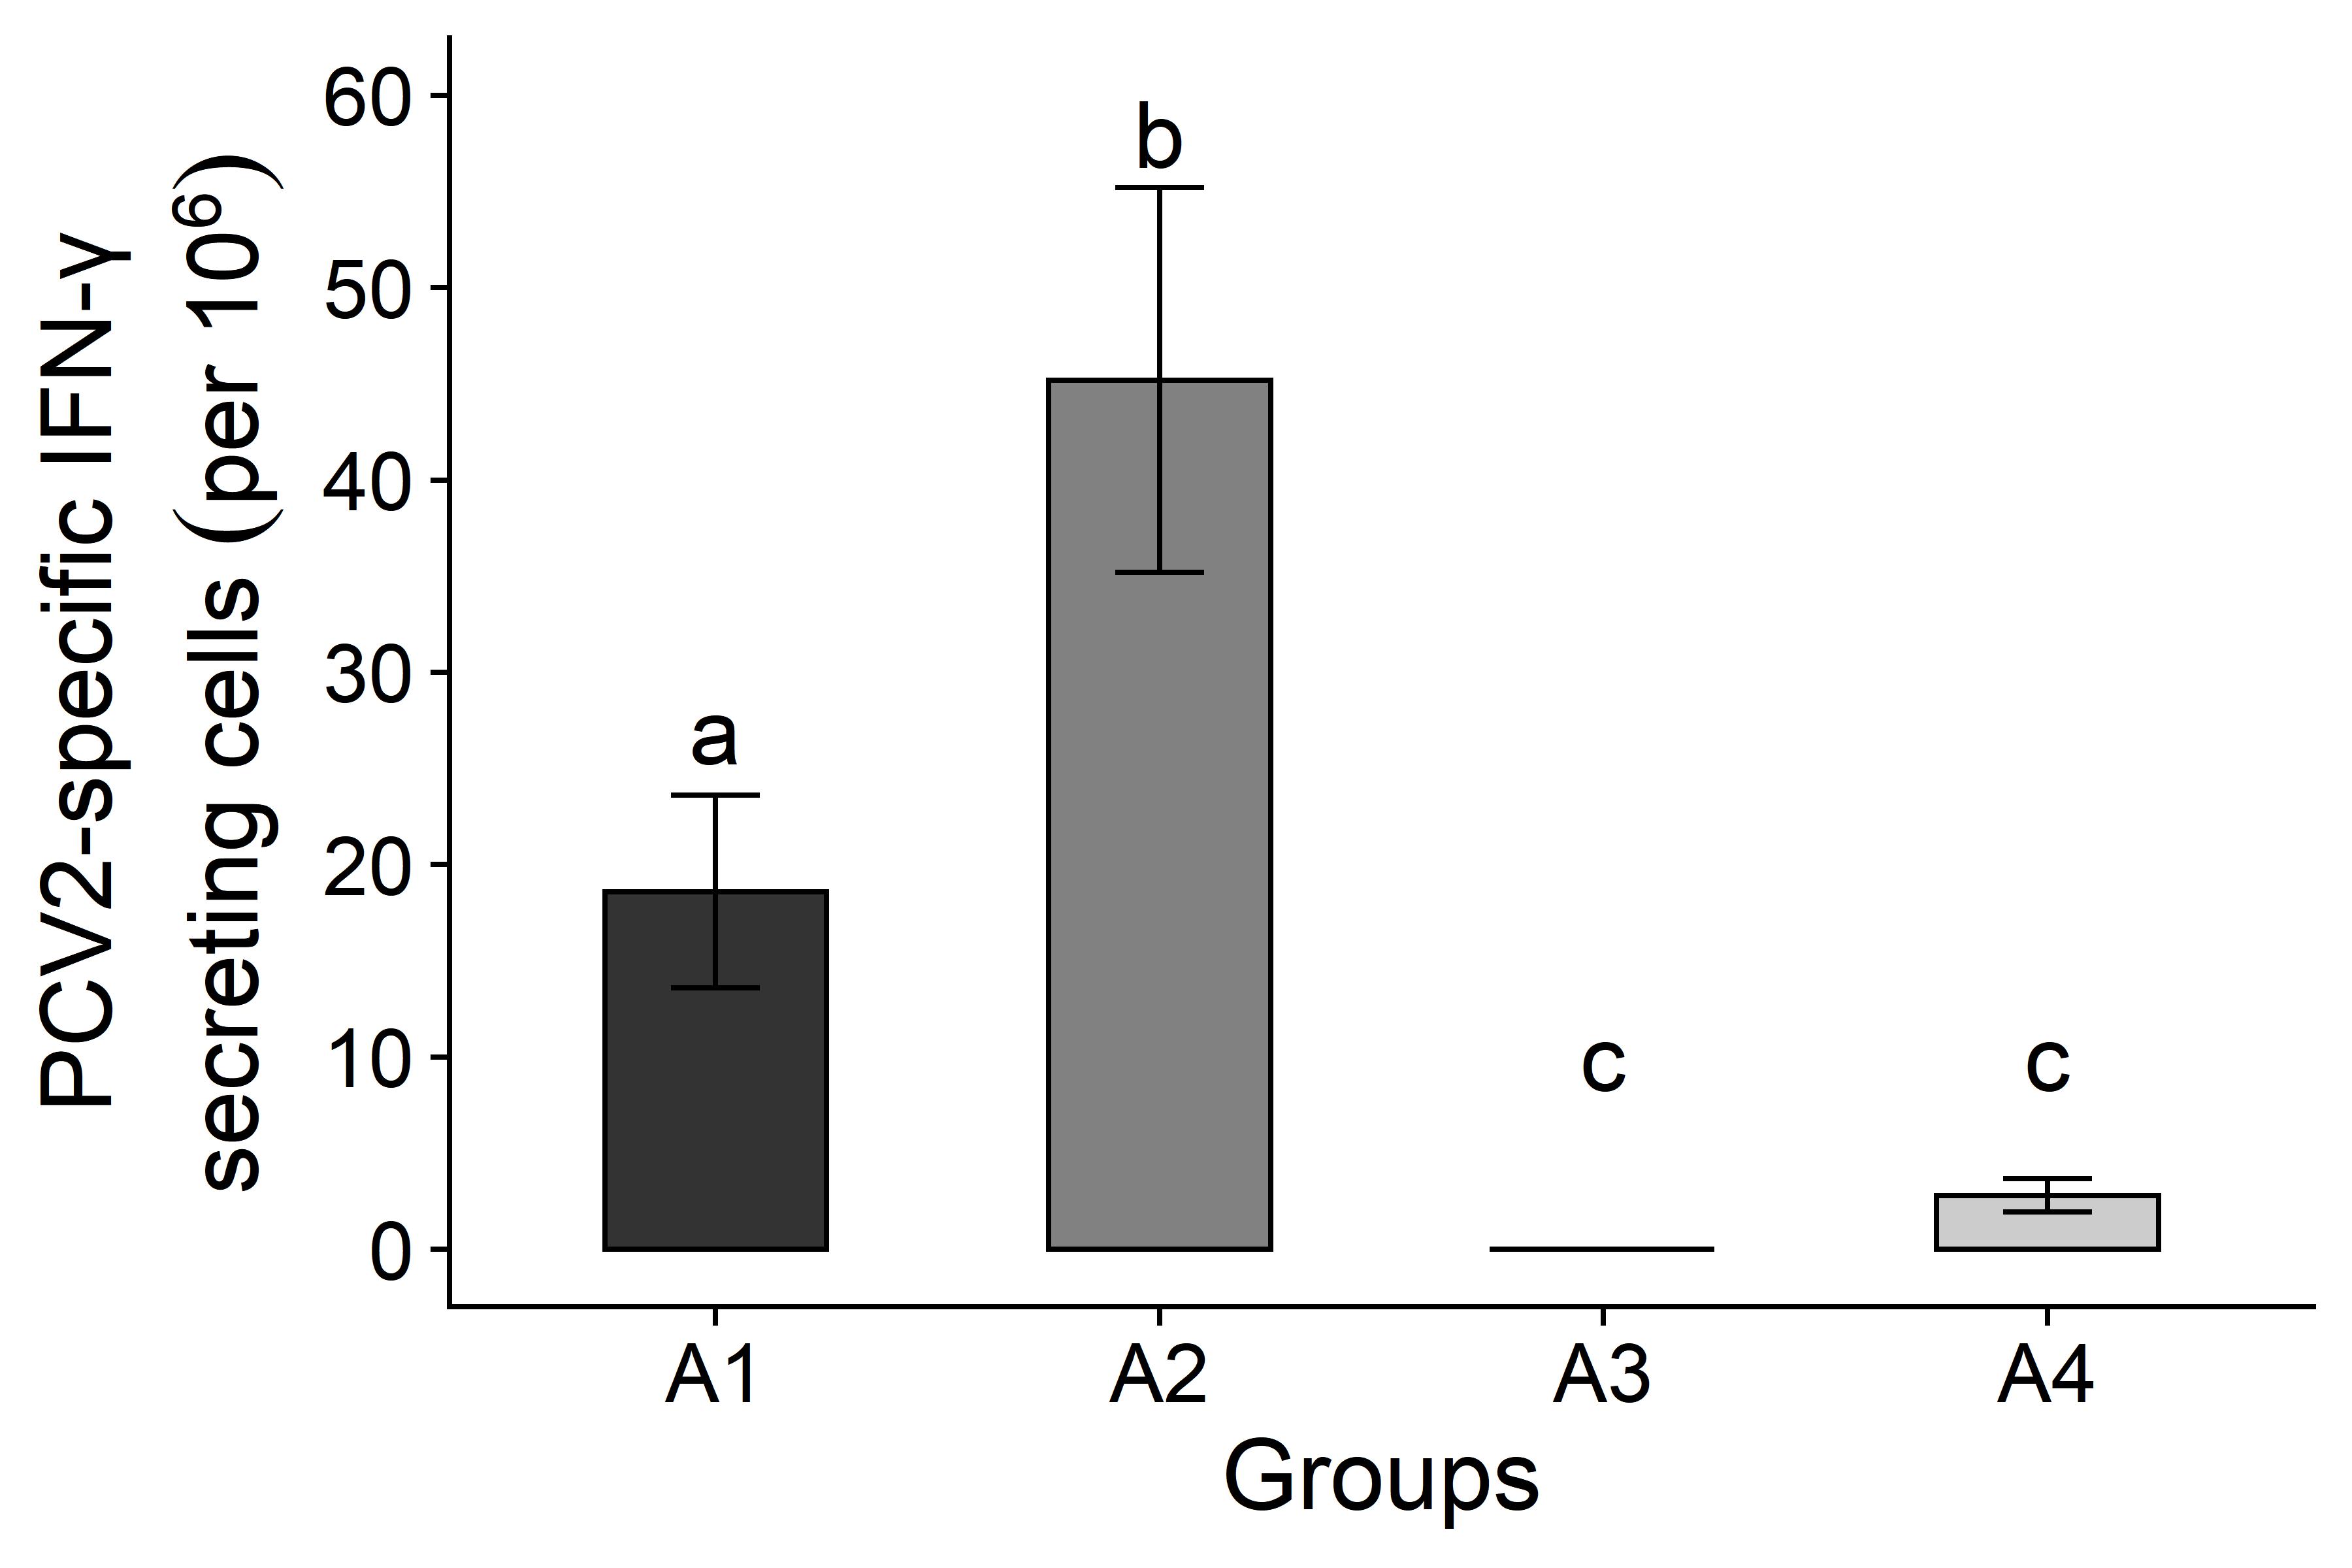 PCV2-specific IFN-γ
secreting cells (per 10⁶)
60
50
40
30
20
10
0
a
b
c
c
A1
A2
A3
A4
Groups